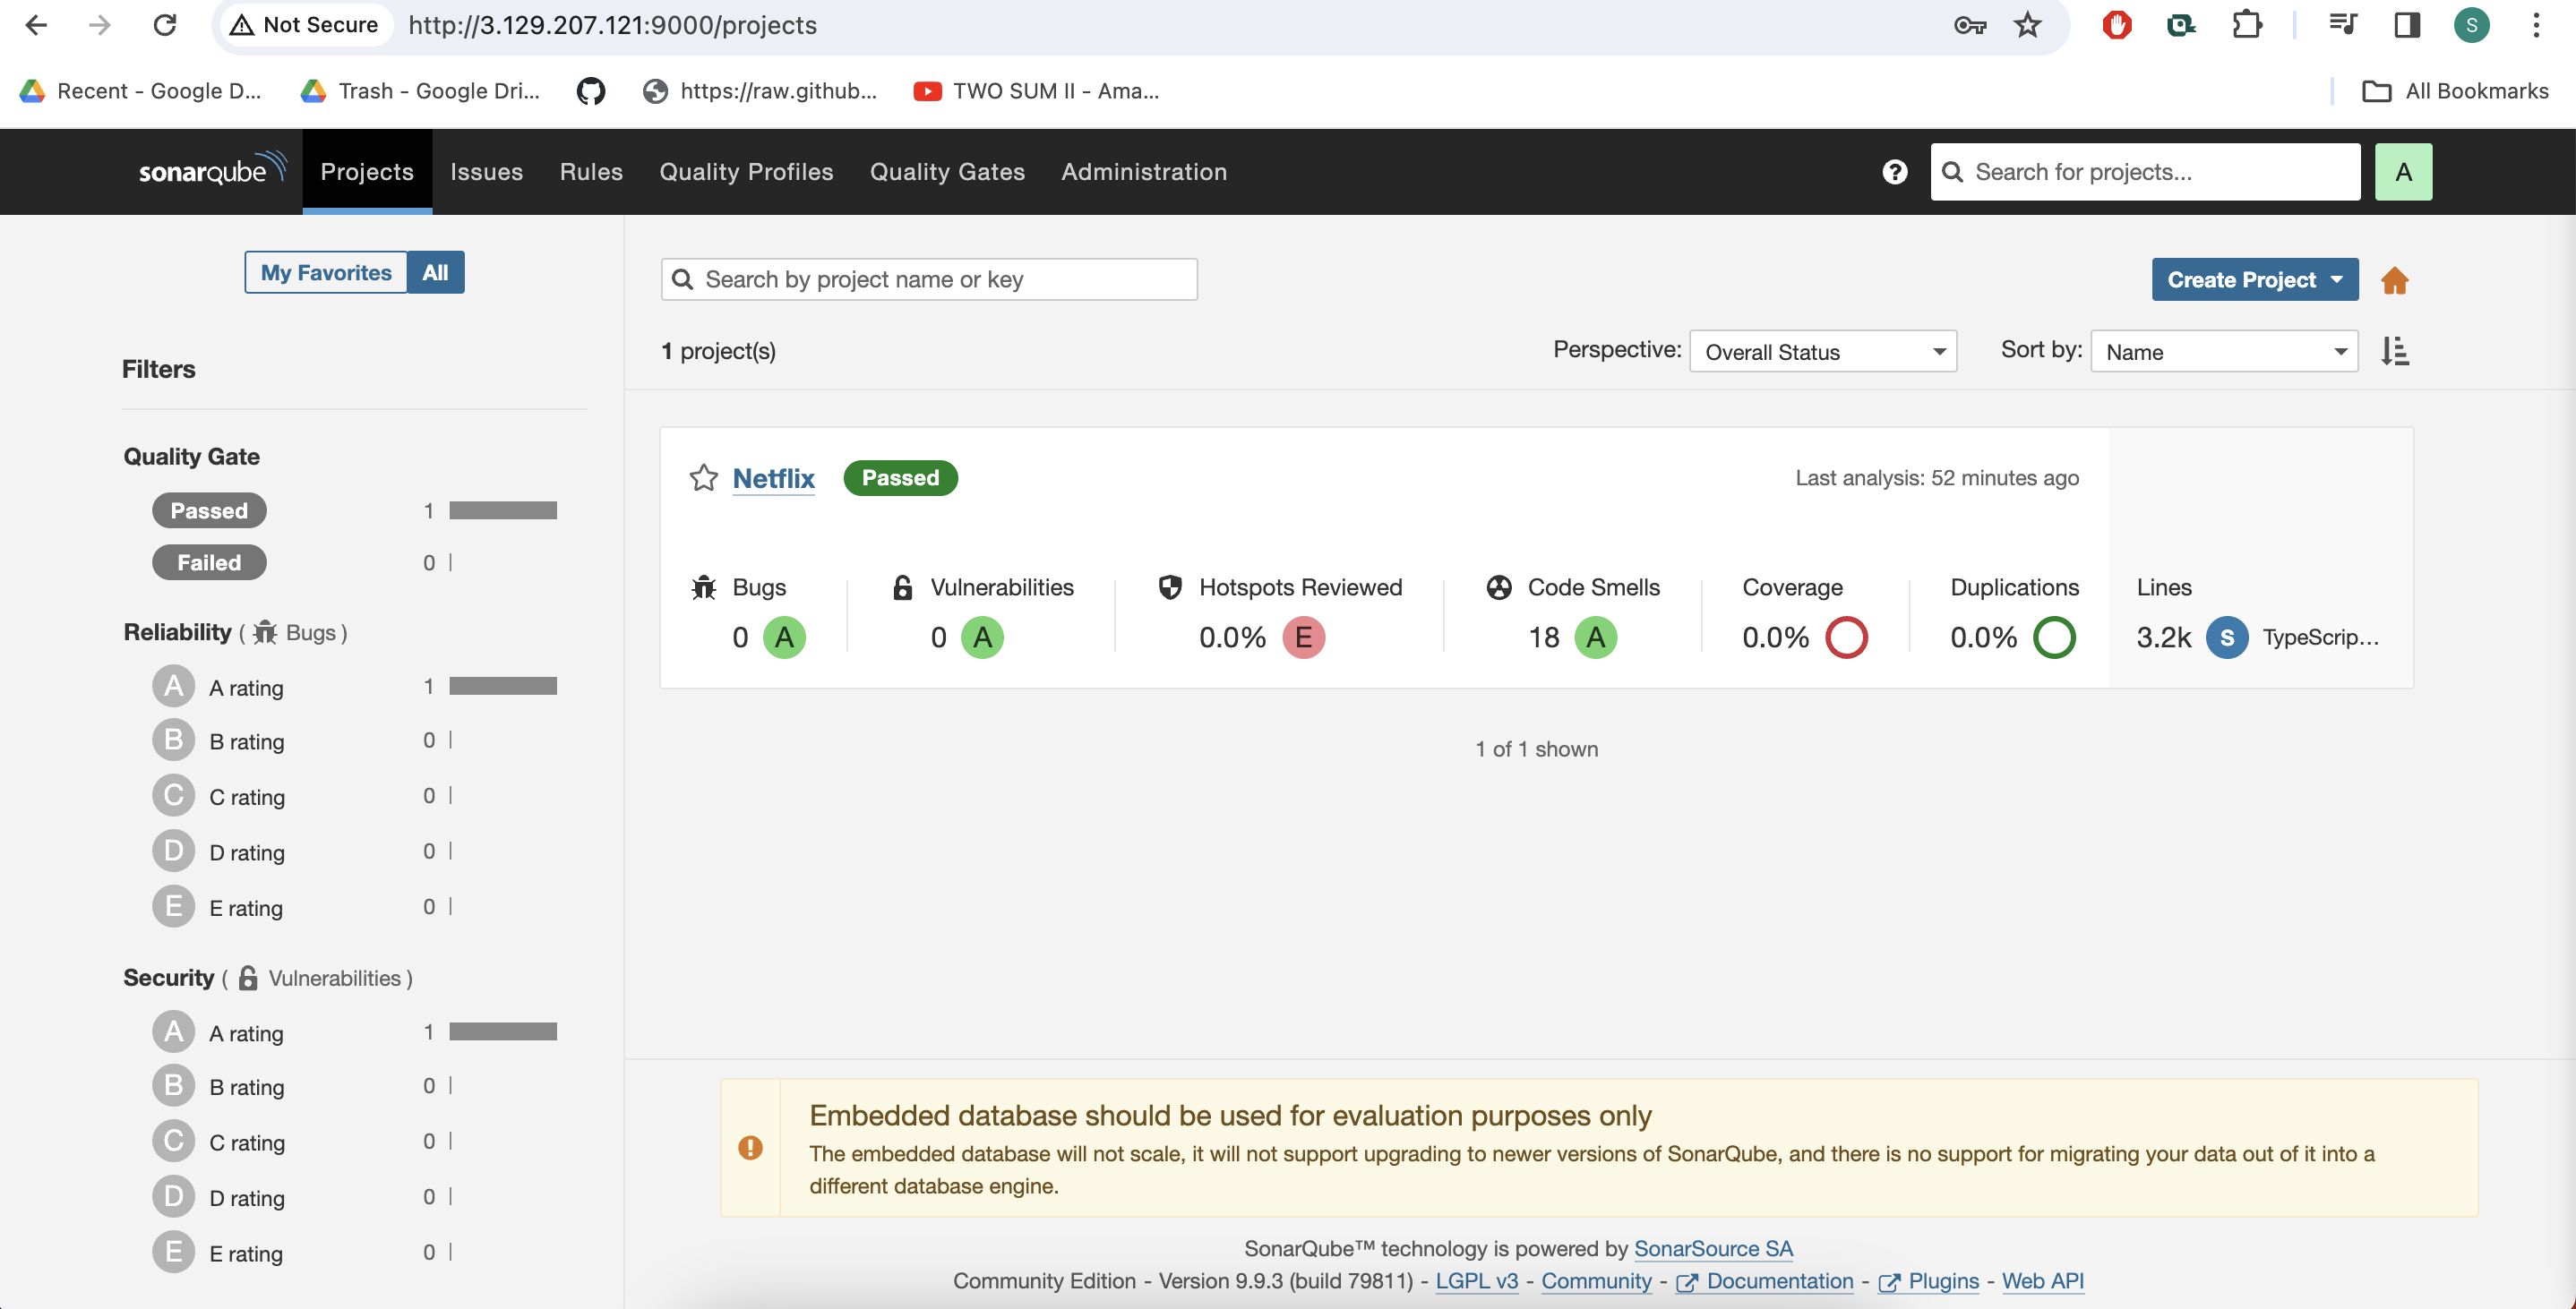 Not Secure http://3.129.207.121:9000/projects S
Recent - Google D... Trash - Google Dri... https://raw.github... TWO SUM II - Ama... All Bookmarks
sonarqube Projects Issues Rules Quality Profiles Quality Gates Administration ? Search for projects... A
My Favorites All
Search by project name or key Create Project
1 project(s) Perspective: Overall Status Sort by: Name
Filters
Quality Gate
Passed 1
Failed 0
Reliability ( Bugs )
A A rating 1
B B rating 0
C C rating 0
D D rating 0
E E rating 0
Security ( Vulnerabilities )
A A rating 1
B B rating 0
C C rating 0
D D rating 0
E E rating 0
Netflix Passed Last analysis: 52 minutes ago
Bugs Vulnerabilities Hotspots Reviewed Code Smells Coverage Duplications Lines
0 A 0 A 0.0% E 18 A 0.0% 0.0% 3.2k S TypeScrip...
1 of 1 shown
Embedded database should be used for evaluation purposes only
The embedded database will not scale, it will not support upgrading to newer versions of SonarQube, and there is no support for migrating your data out of it into a
different database engine.
SonarQube™ technology is powered by SonarSource SA
Community Edition - Version 9.9.3 (build 79811) - LGPL v3 - Community - Documentation - Plugins - Web API